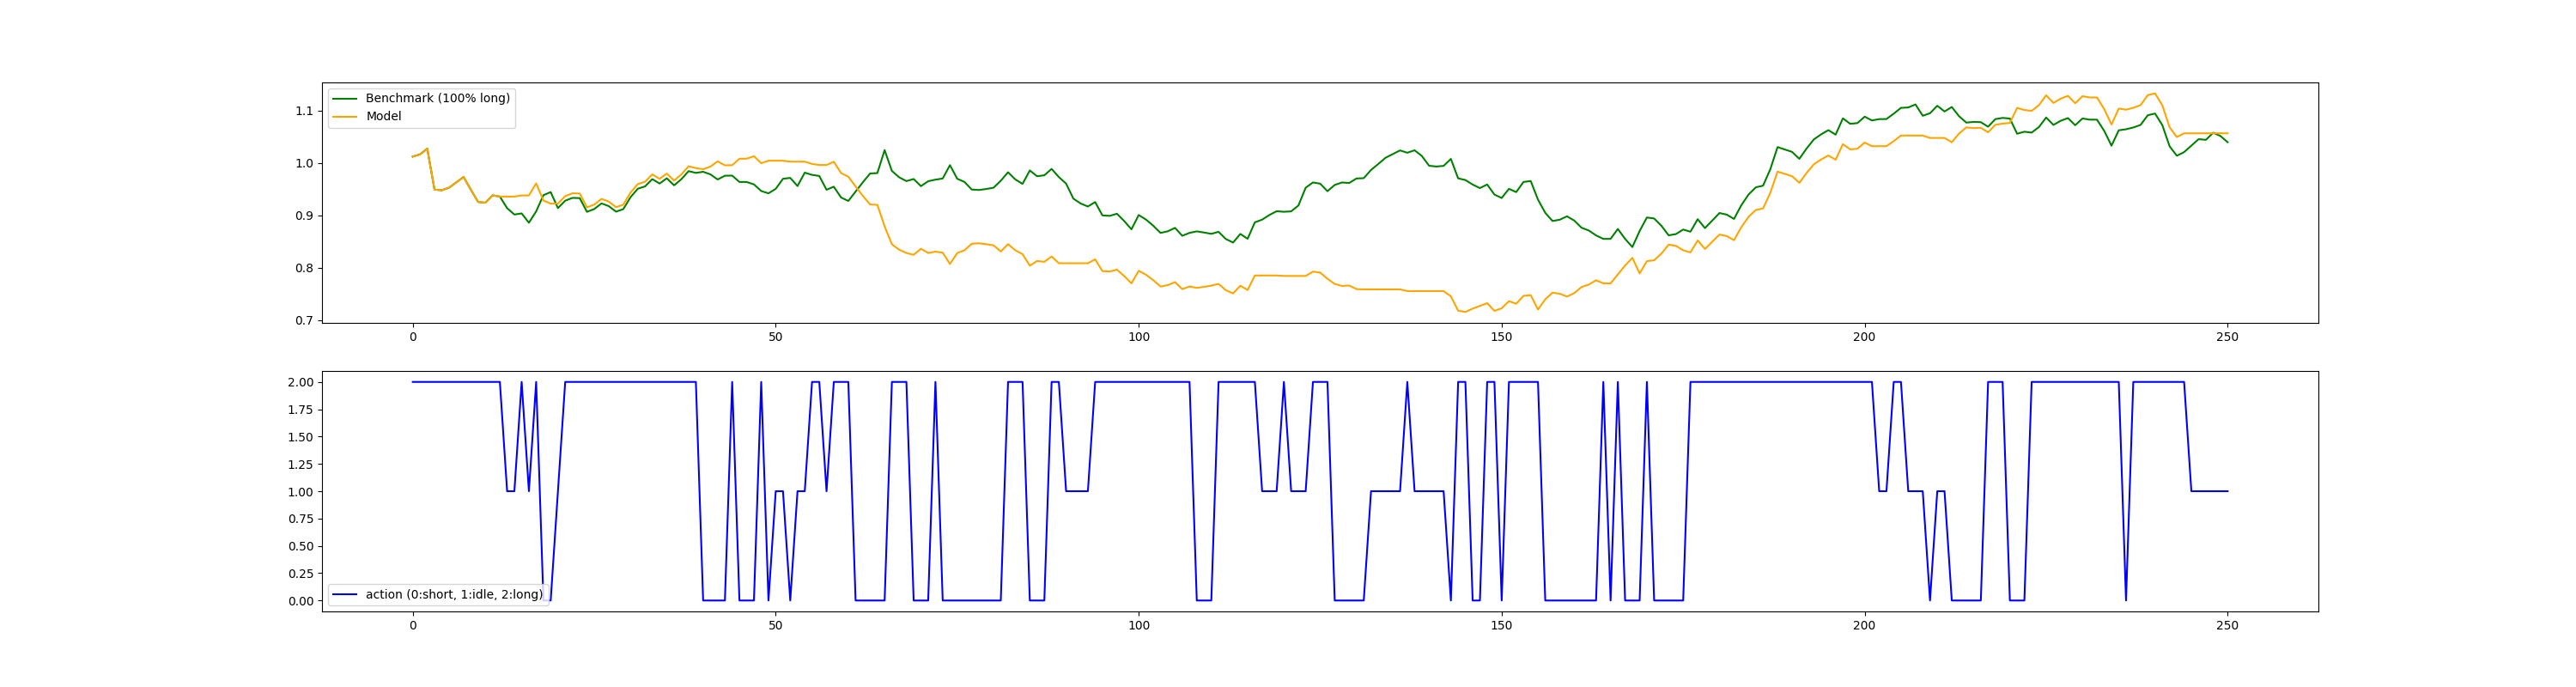 Benchmark (100% long)
Model
1.1
1.0
0.9
0.8
0.7
0 50 100 150 200 250
2.00
1.75
1.50
1.25
1.00
0.75
0.50
0.25
0.00
action (0:short, 1:idle, 2:long)
0 50 100 150 200 250